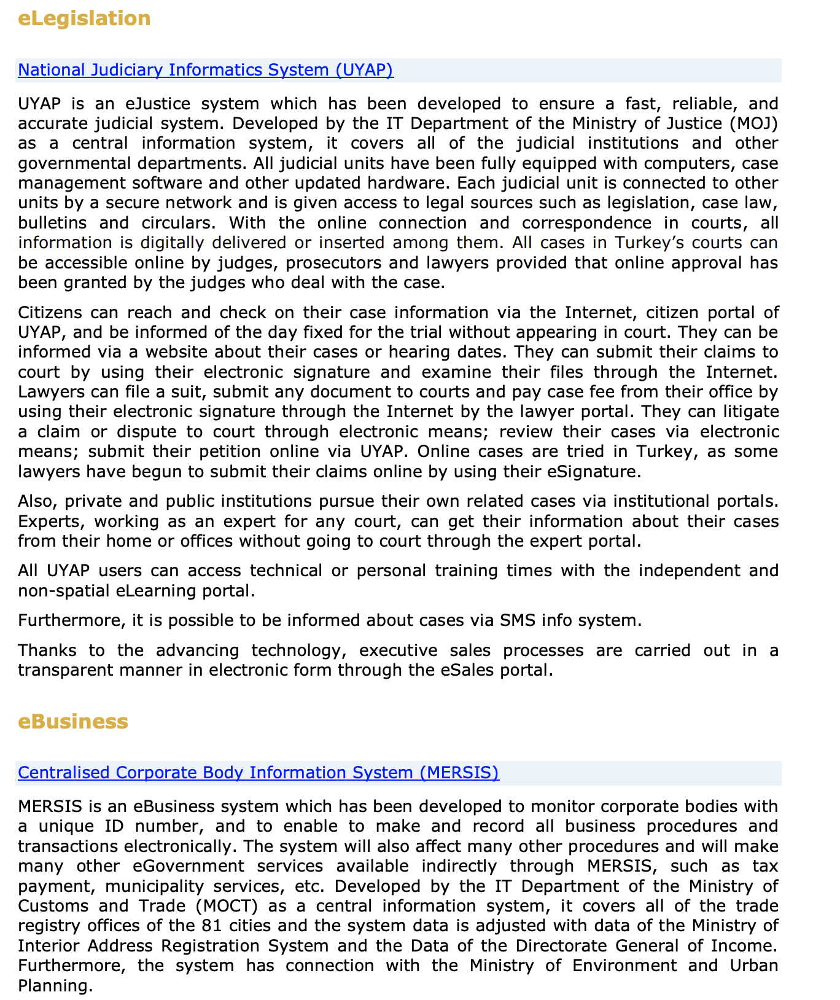 eLegislation
National Judiciary Informatics System (UYAP)
UYAP is an eJustice system which has been developed to ensure a fast, reliable, and
accurate judicial system. Developed by the IT Department of the Ministry of Justice (MOJ)
as a central information system, it covers all of the judicial institutions and other
governmental departments. All judicial units have been fully equipped with computers, case
management software and other updated hardware. Each judicial unit is connected to other
units by a secure network and is given access to legal sources such as legislation, case law,
bulletins and circulars. With the online connection and correspondence in courts, all
information is digitally delivered or inserted among them. All cases in Turkey’s courts can
be accessible online by judges, prosecutors and lawyers provided that online approval has
been granted by the judges who deal with the case.
Citizens can reach and check on their case information via the Internet, citizen portal of
UYAP, and be informed of the day fixed for the trial without appearing in court. They can be
informed via a website about their cases or hearing dates. They can submit their claims to
court by using their electronic signature and examine their files through the Internet.
Lawyers can file a suit, submit any document to courts and pay case fee from their office by
using their electronic signature through the Internet by the lawyer portal. They can litigate
a claim or dispute to court through electronic means; review their cases via electronic
means; submit their petition online via UYAP. Online cases are tried in Turkey, as some
lawyers have begun to submit their claims online by using their eSignature.
Also, private and public institutions pursue their own related cases via institutional portals.
Experts, working as an expert for any court, can get their information about their cases
from their home or offices without going to court through the expert portal.
All UYAP users can access technical or personal training times with the independent and
non-spatial eLearning portal.
Furthermore, it is possible to be informed about cases via SMS info system.
Thanks to the advancing technology, executive sales processes are carried out in a
transparent manner in electronic form through the eSales portal.
eBusiness
Centralised Corporate Body Information System (MERSIS)
MERSIS is an eBusiness system which has been developed to monitor corporate bodies with
a unique ID number, and to enable to make and record all business procedures and
transactions electronically. The system will also affect many other procedures and will make
many other eGovernment services available indirectly through MERSIS, such as tax
payment, municipality services, etc. Developed by the IT Department of the Ministry of
Customs and Trade (MOCT) as a central information system, it covers all of the trade
registry offices of the 81 cities and the system data is adjusted with data of the Ministry of
Interior Address Registration System and the Data of the Directorate General of Income.
Furthermore, the system has connection with the Ministry of Environment and Urban
Planning.